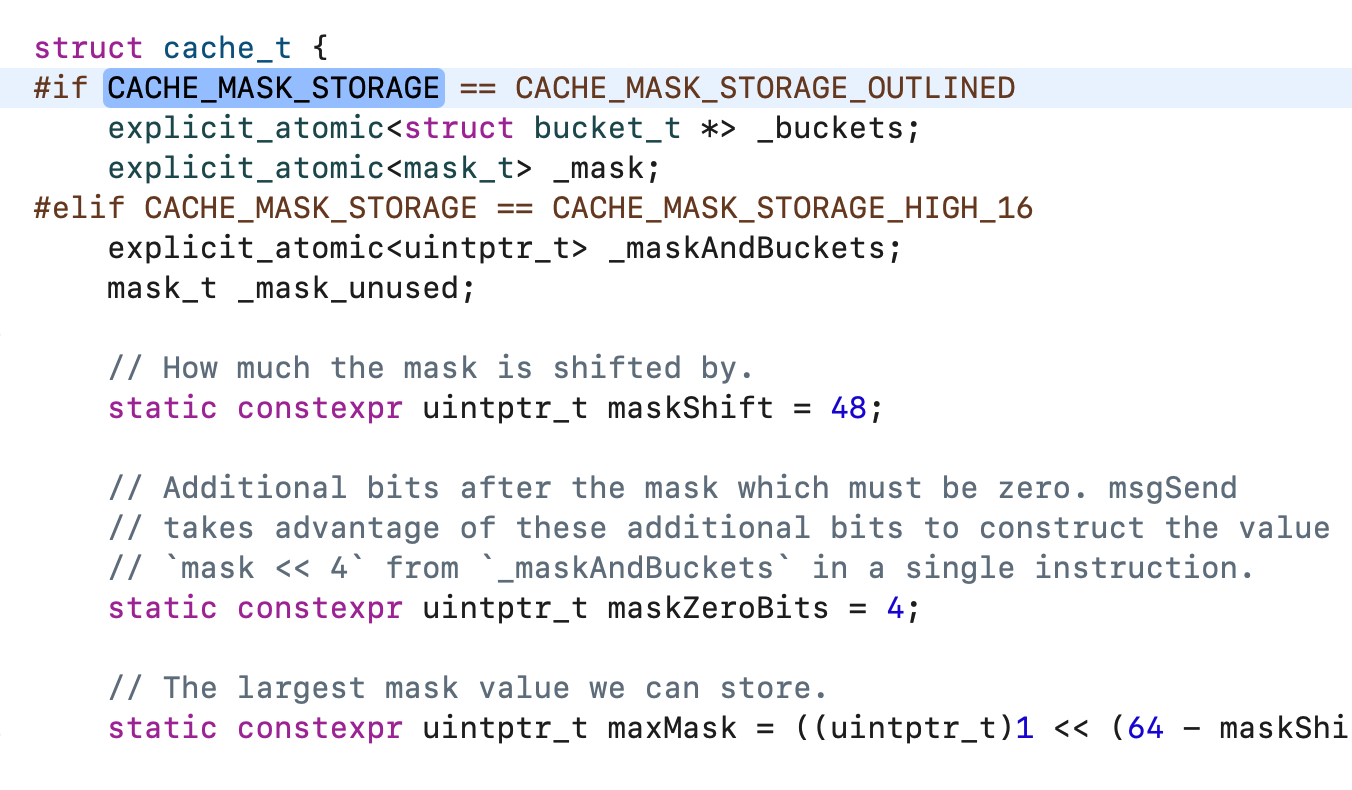 struct cache_t {
#if CACHE_MASK_STORAGE == CACHE_MASK_STORAGE_OUTLINED
    explicit_atomic<struct bucket_t *> _buckets;
    explicit_atomic<mask_t> _mask;
#elif CACHE_MASK_STORAGE == CACHE_MASK_STORAGE_HIGH_16
    explicit_atomic<uintptr_t> _maskAndBuckets;
    mask_t _mask_unused;
    // How much the mask is shifted by.
    static constexpr uintptr_t maskShift = 48;
    // Additional bits after the mask which must be zero. msgSend
    // takes advantage of these additional bits to construct the value
    // `mask << 4` from `_maskAndBuckets` in a single instruction.
    static constexpr uintptr_t maskZeroBits = 4;
    // The largest mask value we can store.
    static constexpr uintptr_t maxMask = ((uintptr_t)1 << (64 - maskShi